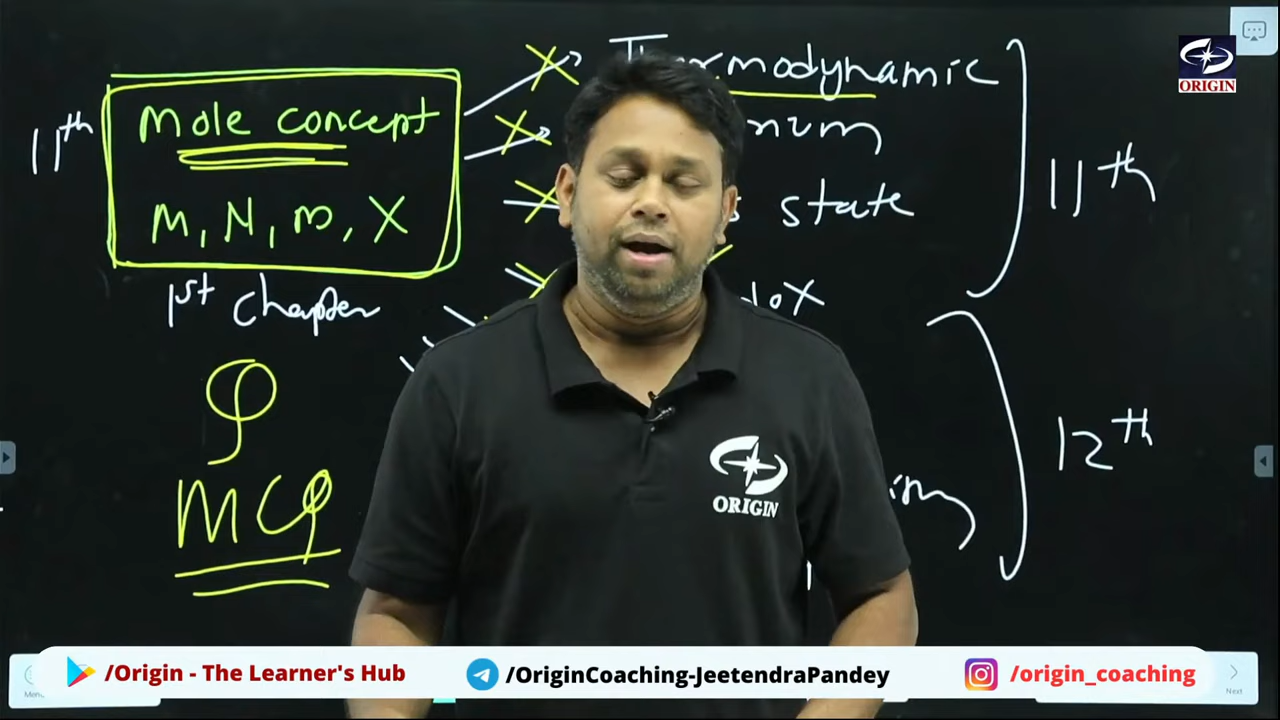 ORIGIN
11th
Mole concept
M, N, m, X
1st chapter
Q
MCQ
Thermodynamic
state
11th
12th
ORIGIN
/Origin - The Learner's Hub
/OriginCoaching-JeetendraPandey
/origin_coaching
Next